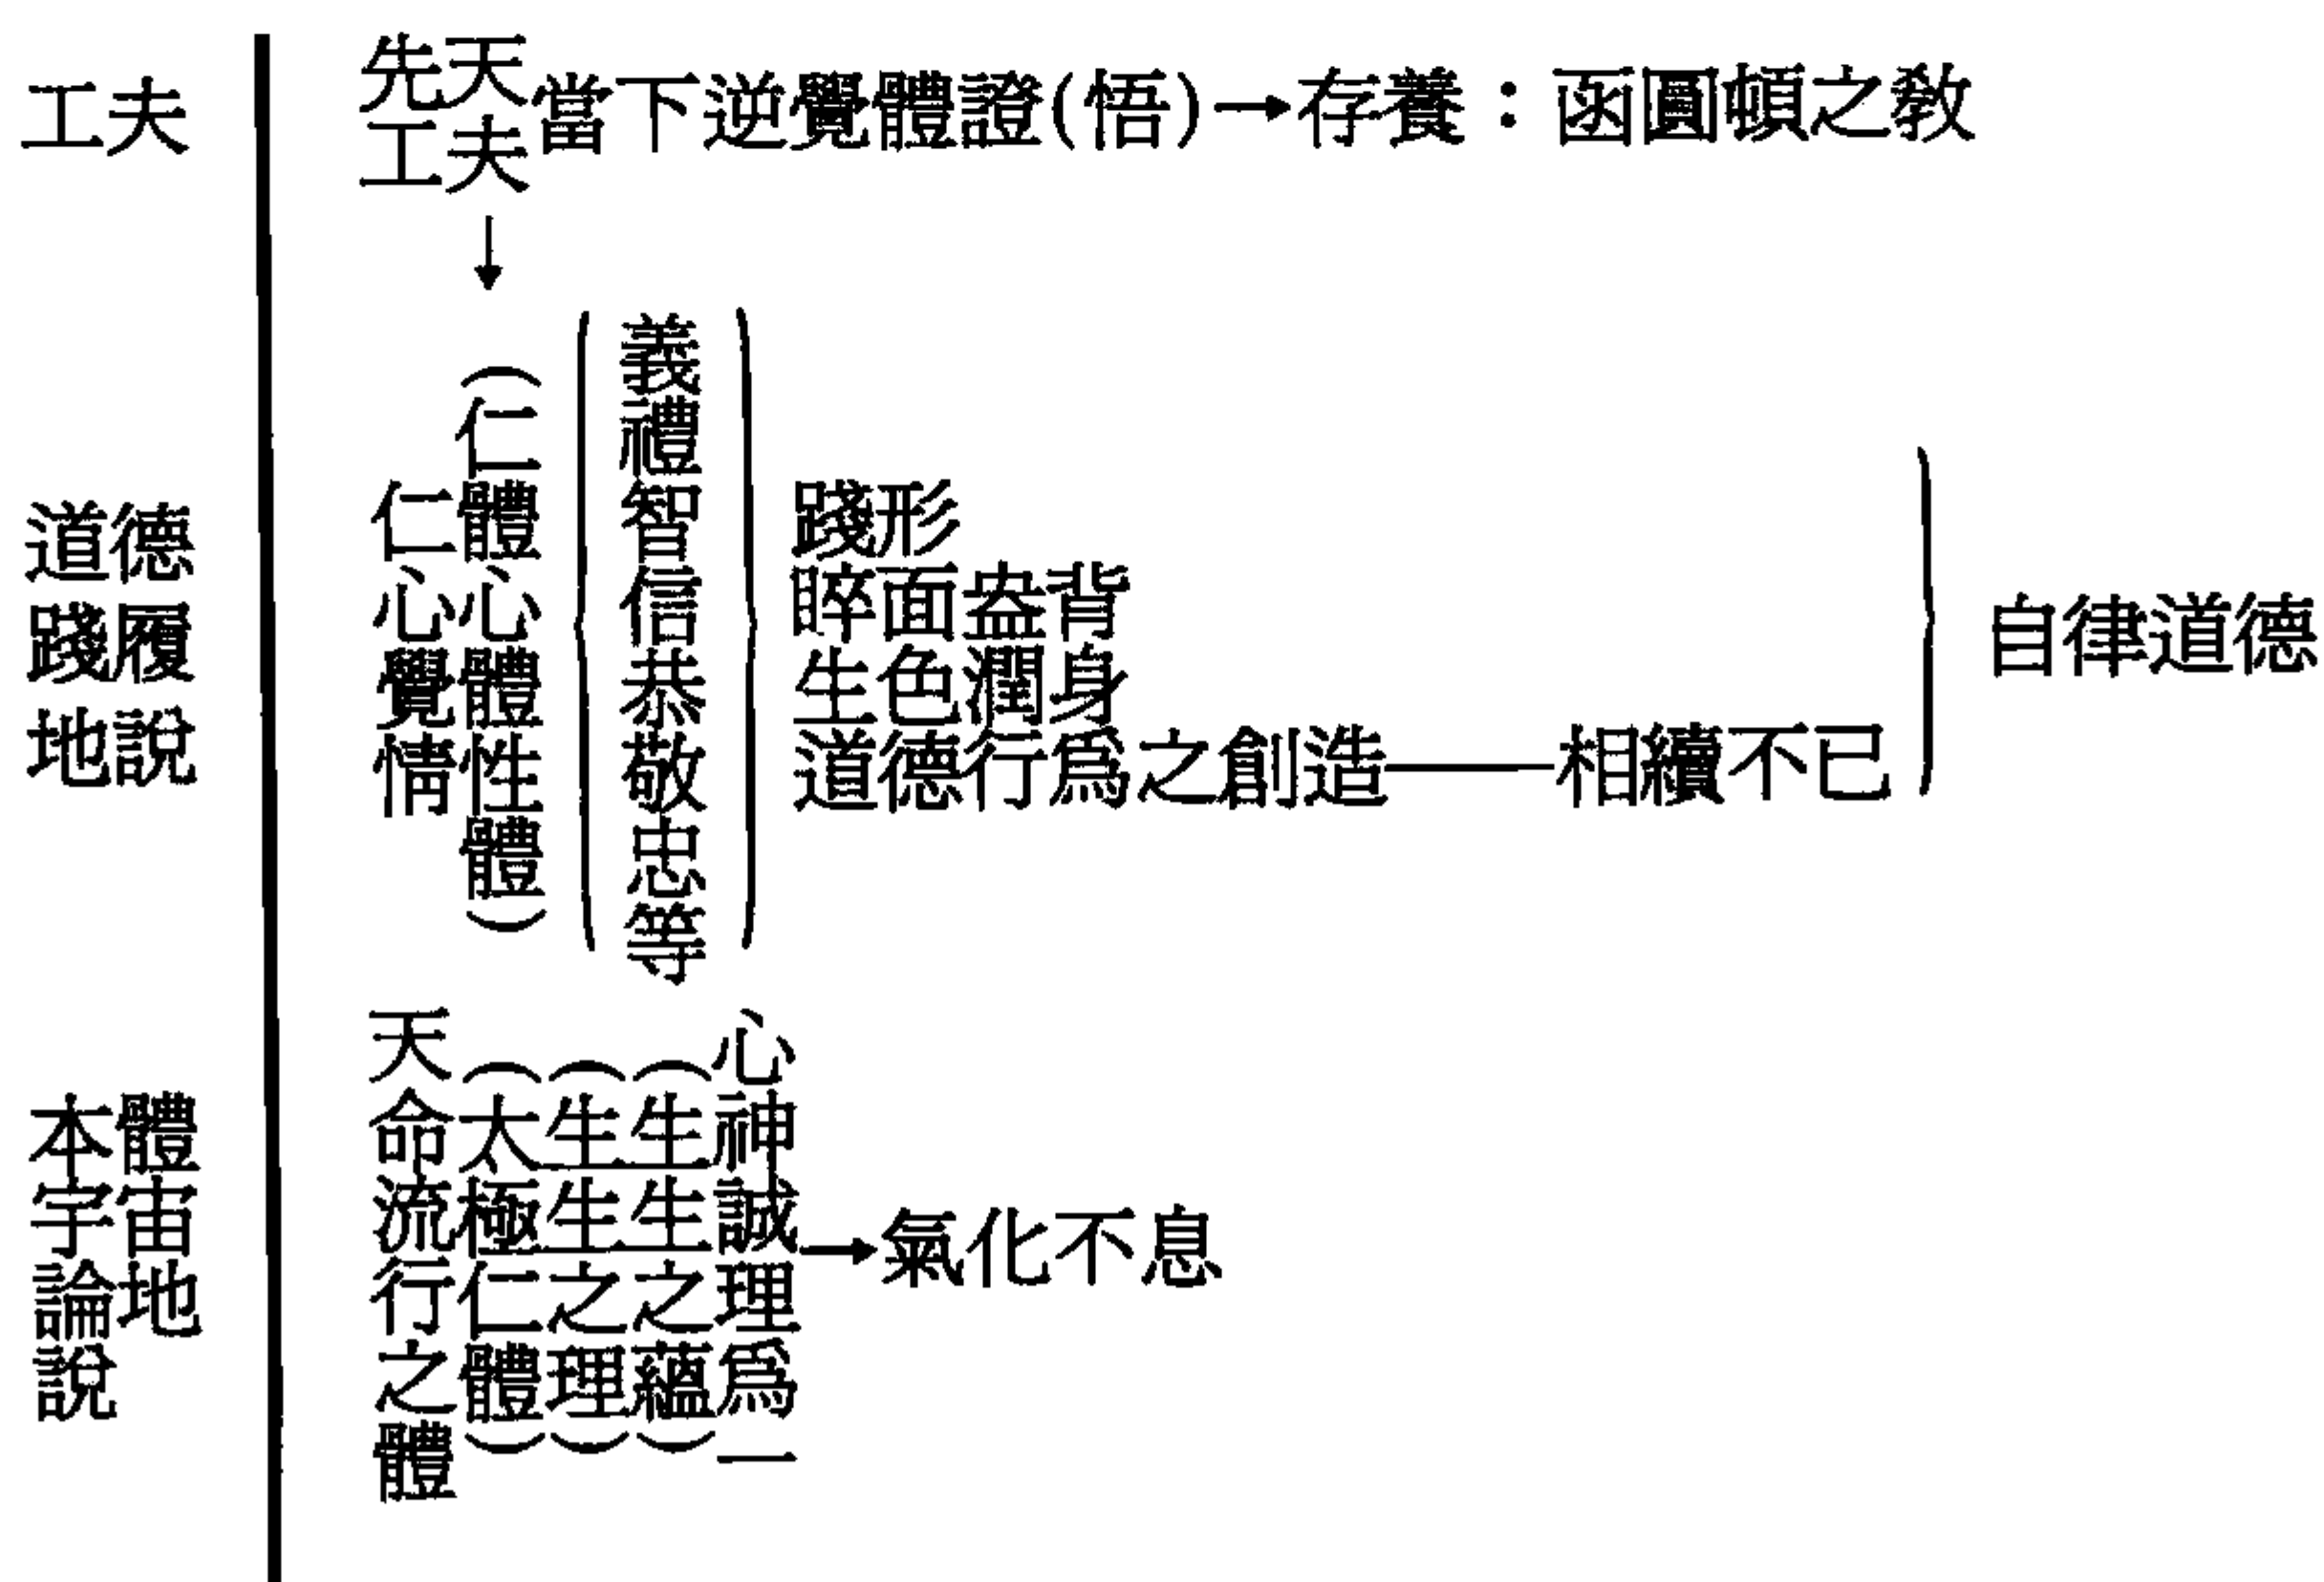 工夫
先天工夫
當下逆覺體證(悟)→存養：函圓頓之教
↓
道德踐履地說
仁心覺情
(仁體心體性體)
義禮智信恭敬忠等
踐形
睟面盎背
生色潤身
道德行爲之創造——相續不已
自律道德
本體宇宙論地說
天命流行之體
(太極仁體)
(生生之理)
(生生之蘊)
心神誠理爲一
→氣化不息